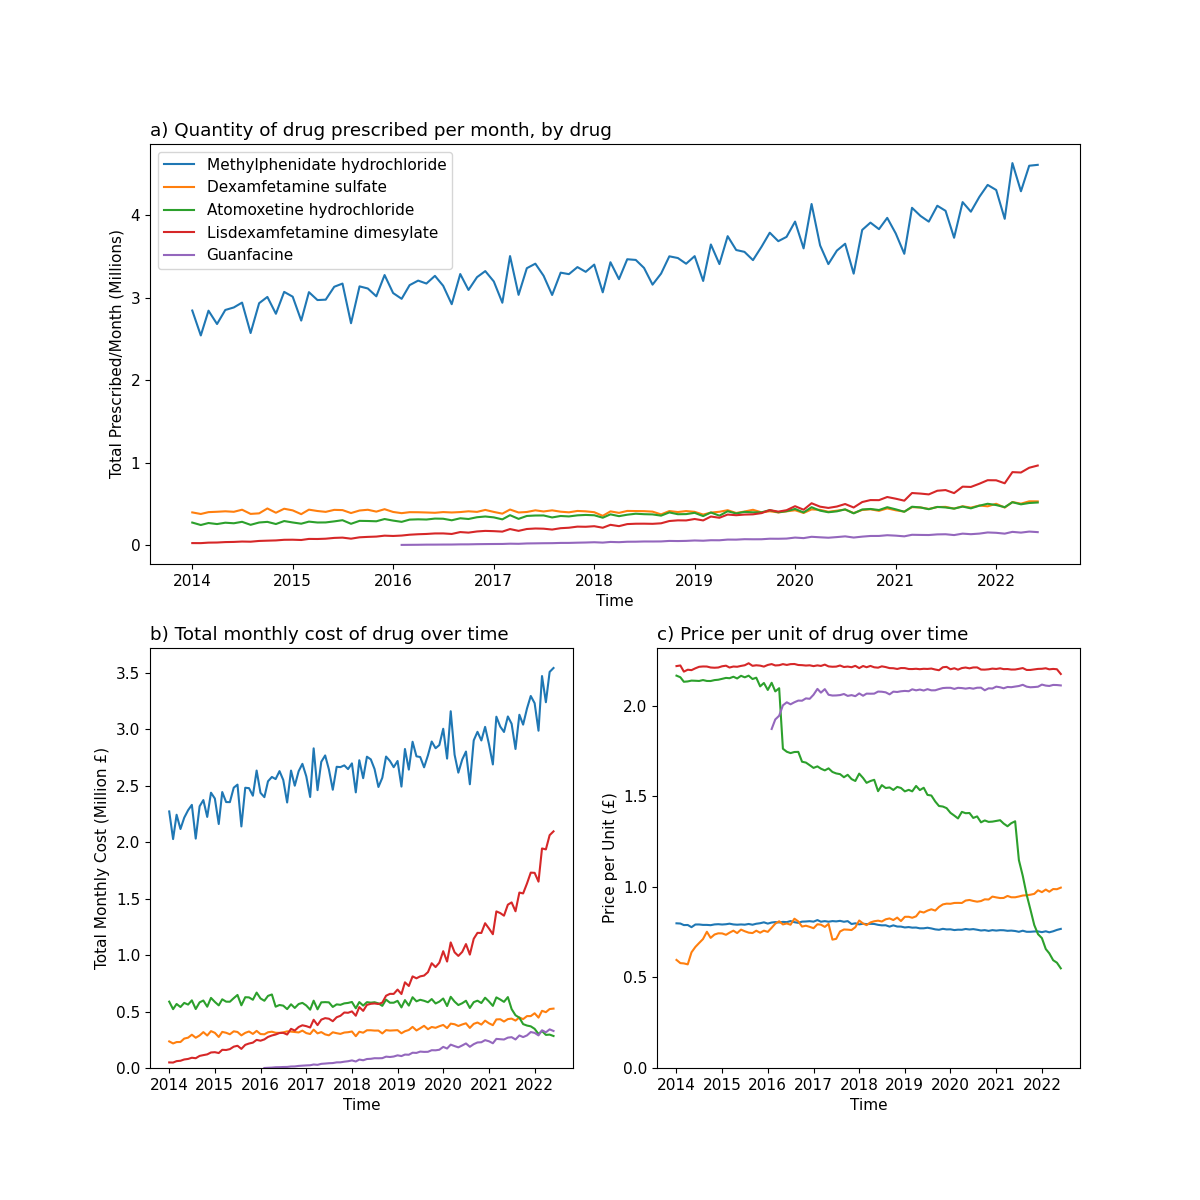 a) Quantity of drug prescribed per month, by drug
Methylphenidate hydrochloride
Dexamfetamine sulfate
Atomoxetine hydrochloride
Lisdexamfetamine dimesylate
Guanfacine
Total Prescribed/Month (Millions)
4
3
2
1
0
2014 2015 2016 2017 2018 2019 2020 2021 2022
Time
b) Total monthly cost of drug over time
Total Monthly Cost (Million £)
3.5
3.0
2.5
2.0
1.5
1.0
0.5
0.0
2014 2015 2016 2017 2018 2019 2020 2021 2022
Time
c) Price per unit of drug over time
Price per Unit (£)
2.0
1.5
1.0
0.5
0.0
2014 2015 2016 2017 2018 2019 2020 2021 2022
Time